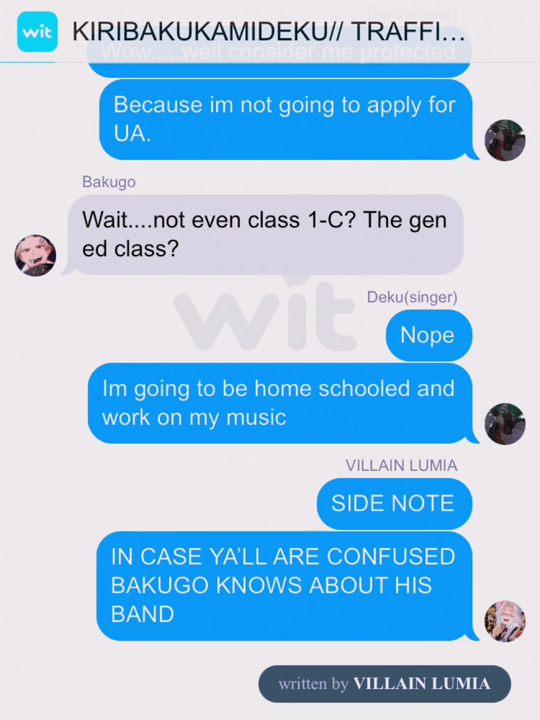 wit
KIRIBAKUKAMIDEKU// TRAFFI...
Deku(singer)
Wow.....well consider me protected
Because im not going to apply for
UA.
Bakugo
Wait....not even class 1-C? The gen
ed class?
wit
Deku(singer)
Nope
Im going to be home schooled and
work on my music
VILLAIN LUMIA
SIDE NOTE
IN CASE YA'LL ARE CONFUSED
BAKUGO KNOWS ABOUT HIS
BAND
written by VILLAIN LUMIA